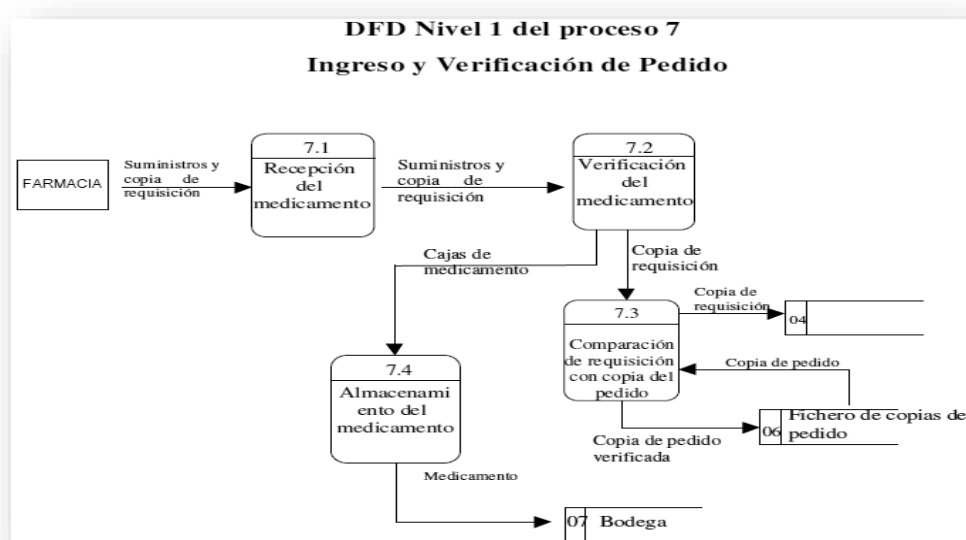 DFD Nivel 1 del proceso 7
Ingreso y Verificación de Pedido
FARMACIA
Suministros y
copia de
requisición
7.1
Recepción
del
medicamento
Suministros y
copia de
requisición
7.2
Verificación
del
medicamento
Cajas de
medicamento
Copia de
requisición
7.3
Comparación
de requisición
con copia del
pedido
Copia de
requisición
04
Copia de pedido
06
Fichero de copias de
pedido
Copia de pedido
verificada
7.4
Almacenami
ento del
medicamento
Medicamento
07 Bodega